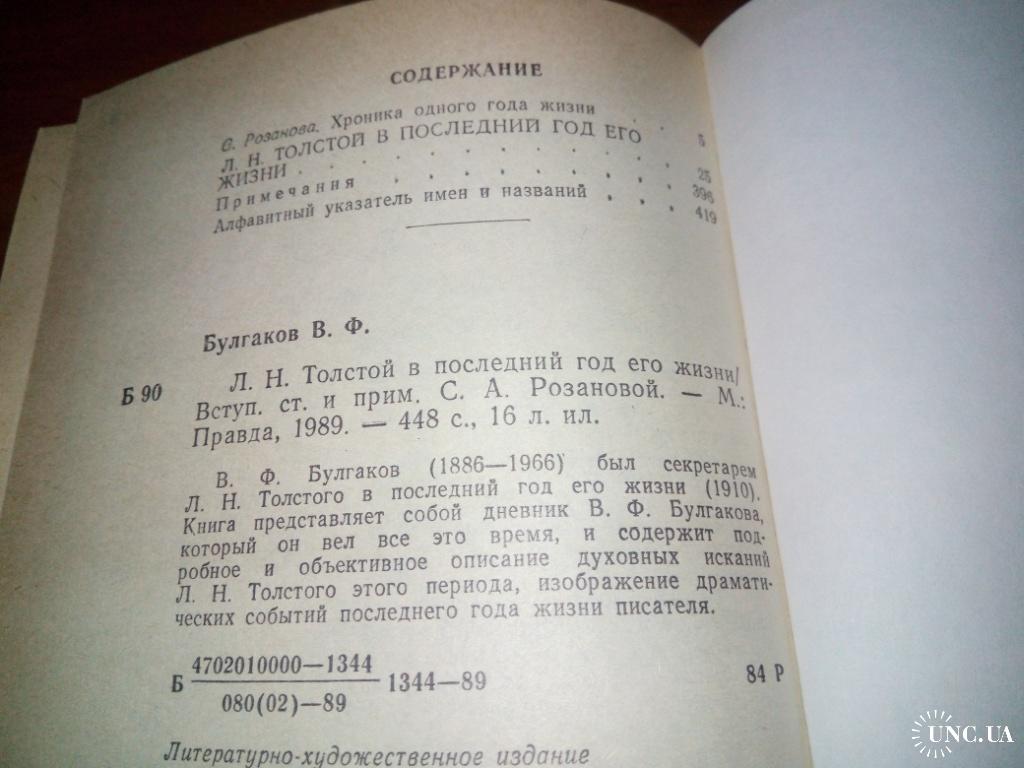 СОДЕРЖАНИЕ
С. Розанова. Хроника одного года жизни . . 5
Л. Н. ТОЛСТОЙ В ПОСЛЕДНИЙ ГОД ЕГО
ЖИЗНИ . . . . . . . . . . 25
Примечания . . . . . . . . . 396
Алфавитный указатель имен и названий . . . 419
Булгаков В. Ф.
Б 90 Л. Н. Толстой в последний год его жизни/
Вступ. ст. и прим. С. А. Розановой. — М.:
Правда, 1989. — 448 с., 16 л. ил.
В. Ф. Булгаков (1886—1966) был секретарем
Л. Н. Толстого в последний год его жизни (1910).
Книга представляет собой дневник В. Ф. Булгакова,
который он вел все это время, и содержит под-
робное и объективное описание духовных исканий
Л. Н. Толстого этого периода, изображение драмати-
ческих событий последнего года жизни писателя.
Б 4702010000—1344
080(02)—89
1344—89 84 Р
Литературно-художественное издание
UNC.UA